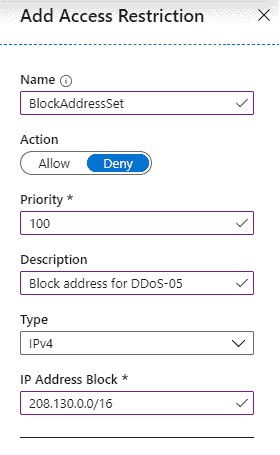 Add Access Restriction
Name
BlockAddressSet
Action
Allow Deny
Priority *
100
Description
Block address for DDoS-05
Type
IPv4
IP Address Block *
208.130.0.0/16